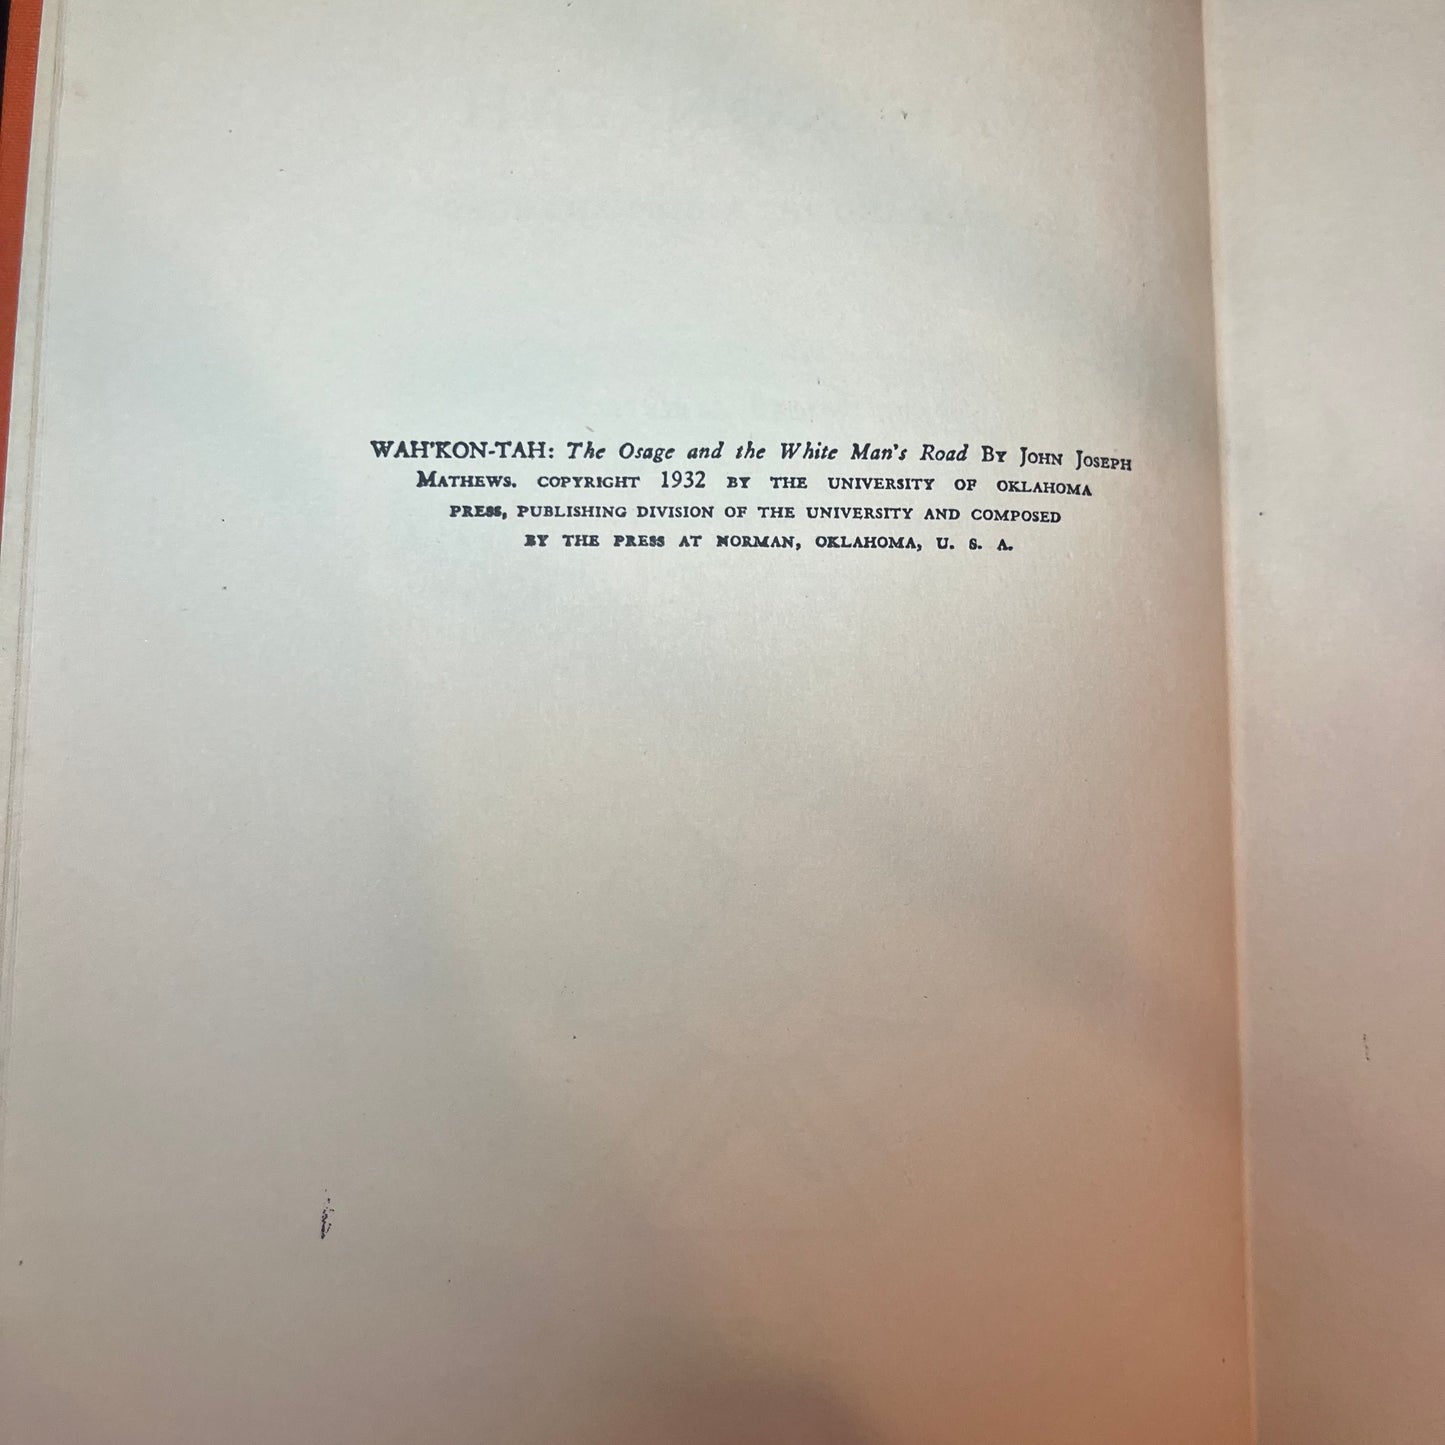 WAH'KON-TAH: The Osage and the White Man's Road By John Joseph
Mathews. copyright 1932 by the university of oklahoma
press, publishing division of the university and composed
by the press at norman, oklahoma, u. s. a.